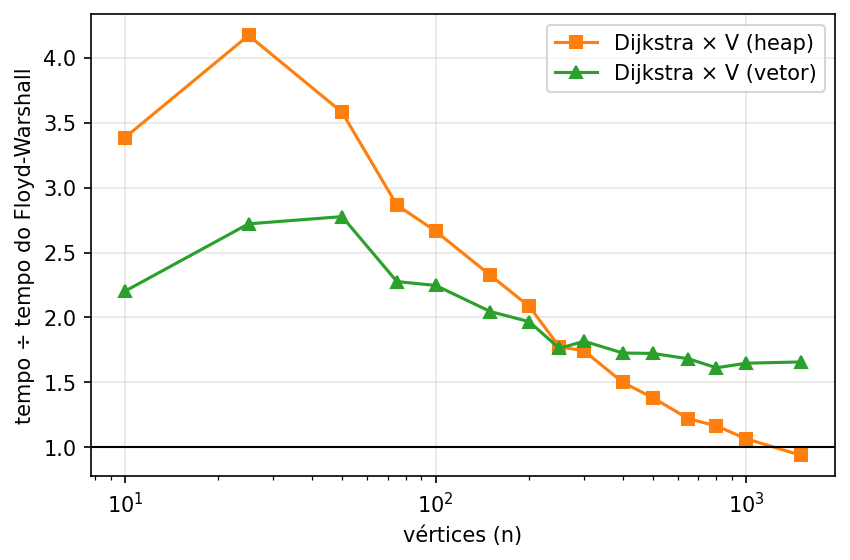 Dijkstra × V (heap)
Dijkstra × V (vetor)
tempo ÷ tempo do Floyd-Warshall
4.0
3.5
3.0
2.5
2.0
1.5
1.0
10¹
10²
10³
vértices (n)